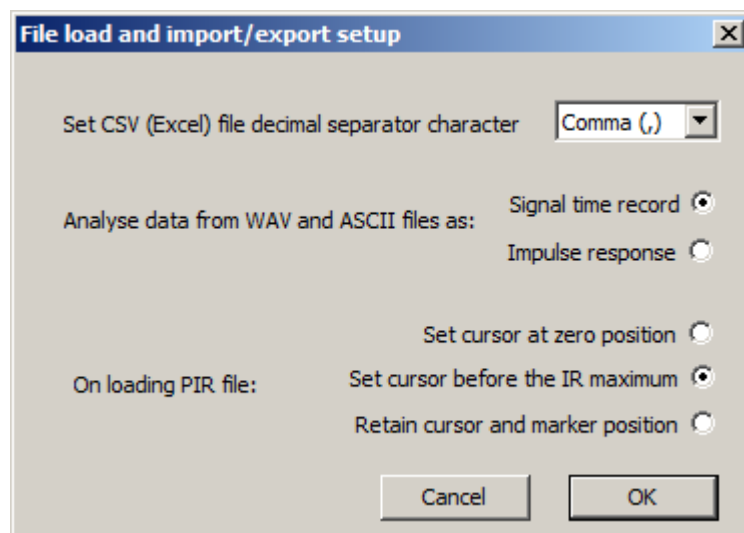 File load and import/export setup
Set CSV (Excel) file decimal separator character Comma (,)
Signal time record
Analyse data from WAV and ASCII files as:
Impulse response
Set cursor at zero position
On loading PIR file: Set cursor before the IR maximum
Retain cursor and marker position
Cancel OK